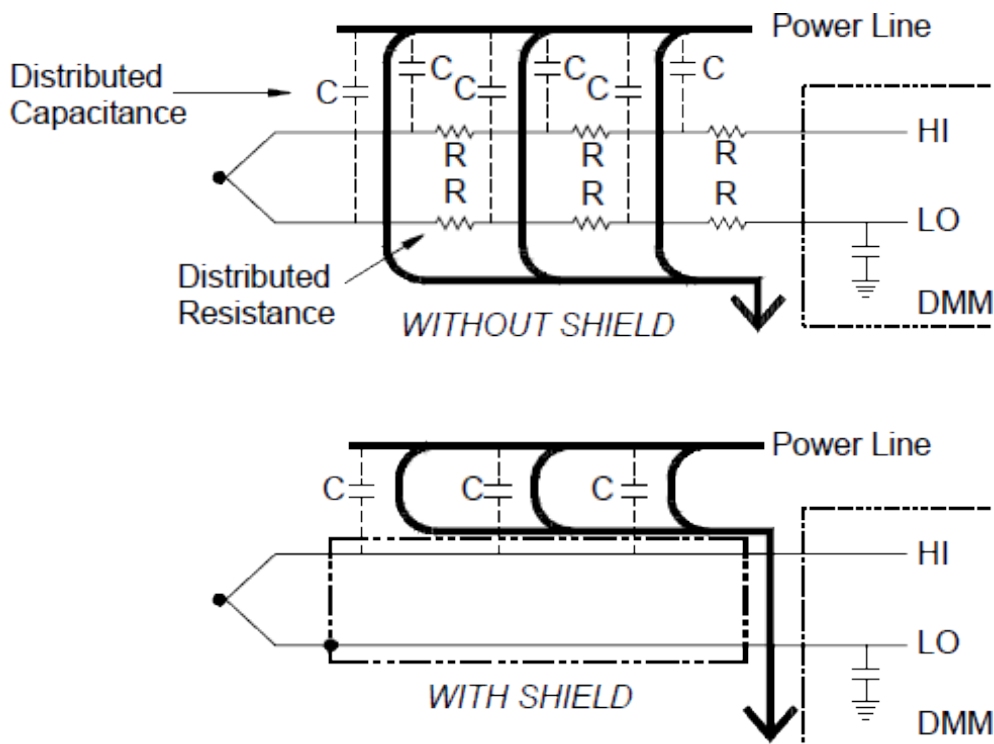 Power Line
Distributed
Capacitance
C
C
C
C
C
C
HI
R
R
R
R
R
R
LO
Distributed
Resistance
WITHOUT SHIELD
DMM
Power Line
C
C
C
HI
LO
WITH SHIELD
DMM